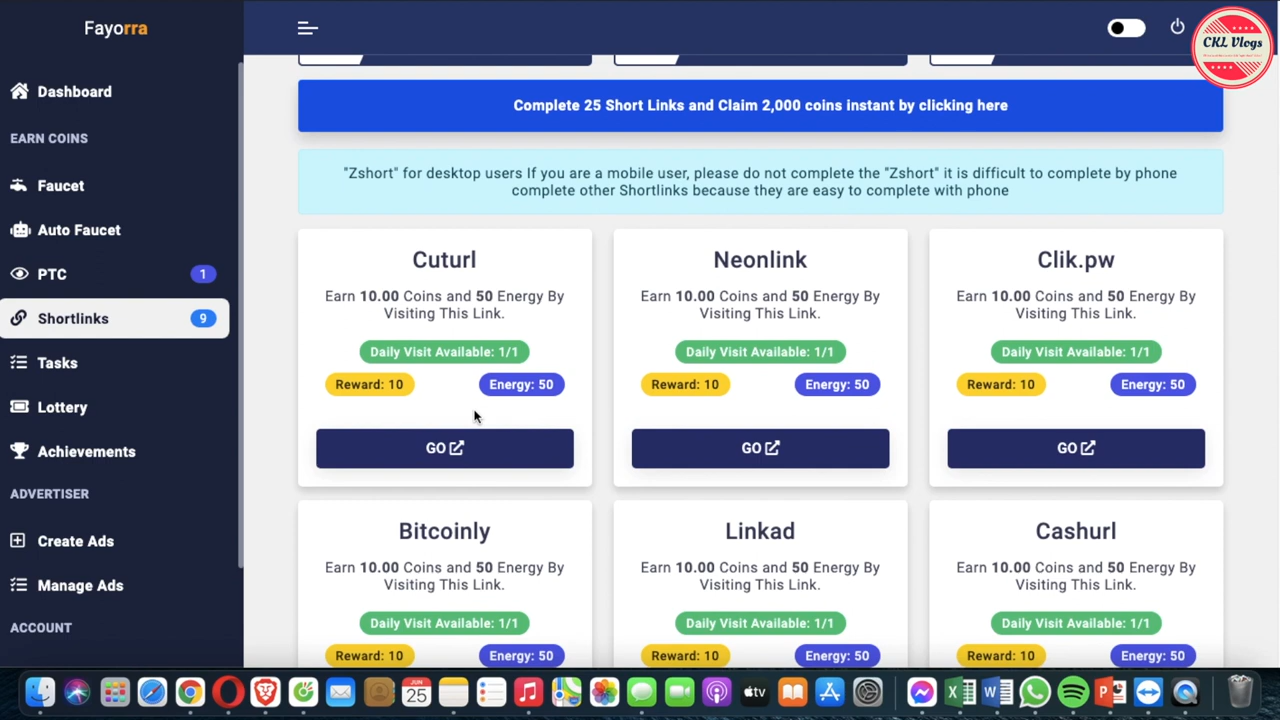 Fayorra
CKL Vlogs
Dashboard
EARN COINS
Faucet
Auto Faucet
PTC 1
Shortlinks 9
Tasks
Lottery
Achievements
ADVERTISER
Create Ads
Manage Ads
ACCOUNT
Complete 25 Short Links and Claim 2,000 coins instant by clicking here
"Zshort" for desktop users If you are a mobile user, please do not complete the "Zshort" it is difficult to complete by phone
complete other Shortlinks because they are easy to complete with phone
Cuturl
Earn 10.00 Coins and 50 Energy By
Visiting This Link.
Daily Visit Available: 1/1
Reward: 10 Energy: 50
GO
Neonlink
Earn 10.00 Coins and 50 Energy By
Visiting This Link.
Daily Visit Available: 1/1
Reward: 10 Energy: 50
GO
Clik.pw
Earn 10.00 Coins and 50 Energy By
Visiting This Link.
Daily Visit Available: 1/1
Reward: 10 Energy: 50
GO
Bitcoinly
Earn 10.00 Coins and 50 Energy By
Visiting This Link.
Daily Visit Available: 1/1
Reward: 10 Energy: 50
Linkad
Earn 10.00 Coins and 50 Energy By
Visiting This Link.
Daily Visit Available: 1/1
Reward: 10 Energy: 50
Cashurl
Earn 10.00 Coins and 50 Energy By
Visiting This Link.
Daily Visit Available: 1/1
Reward: 10 Energy: 50
JUN
25
tv
X
W
P